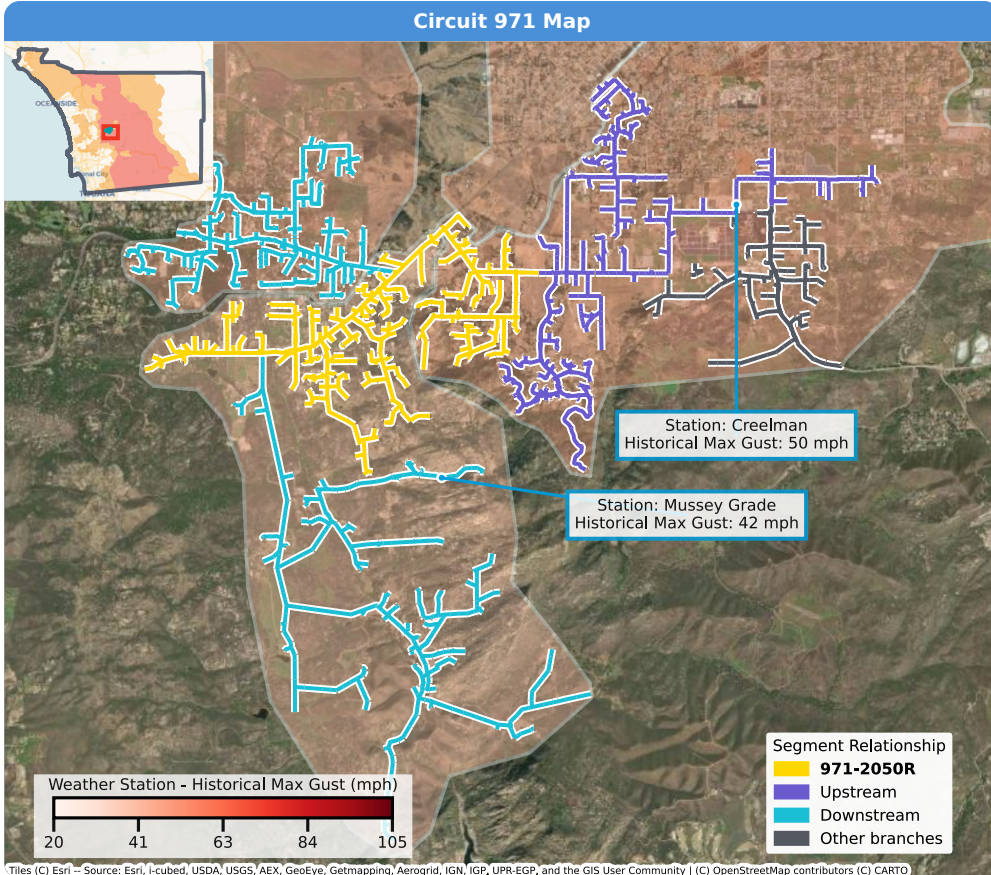 Circuit 971 Map
OCEANSIDE
nal City
TIJUANA
Station: Creelman
Historical Max Gust: 50 mph
Station: Mussey Grade
Historical Max Gust: 42 mph
Segment Relationship
971-2050R
Upstream
Downstream
Other branches
Weather Station - Historical Max Gust (mph)
20 41 63 84 105
Tiles (C) Esri -- Source: Esri, i-cubed, USDA, USGS, AEX, GeoEye, Getmapping, Aerogrid, IGN, IGP, UPR-EGP, and the GIS User Community | (C) OpenStreetMap contributors (C) CARTO